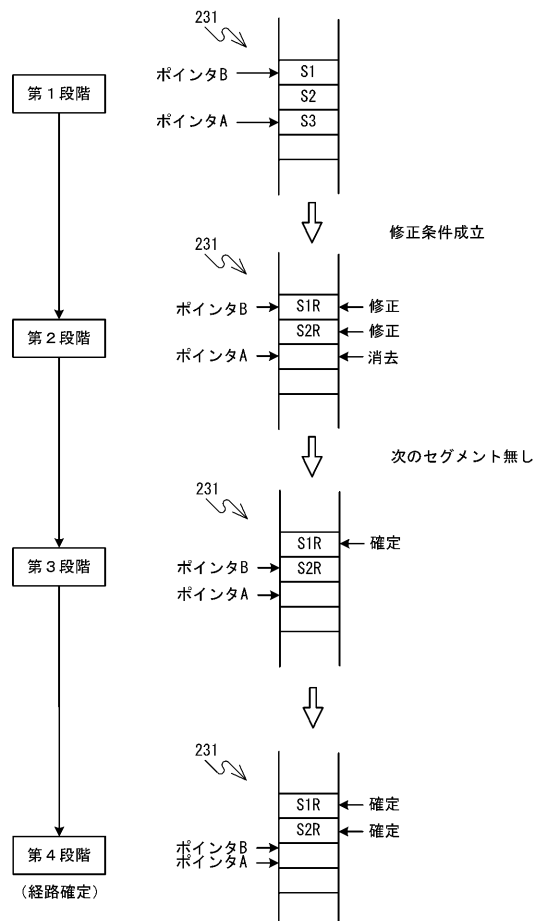 231
ポインタB
S1
第１段階
S2
ポインタA
S3
修正条件成立
231
ポインタB
S1R
修正
第２段階
S2R
修正
ポインタA
消去
次のセグメント無し
231
S1R
確定
第３段階
ポインタB
S2R
ポインタA
231
S1R
確定
S2R
確定
第４段階
ポインタB
ポインタA
(経路確定)